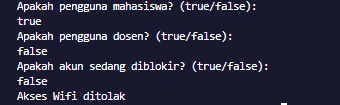 Apakah pengguna mahasiswa? (true/false):
true
Apakah pengguna dosen? (true/false):
false
Apakah akun sedang diblokir? (true/false):
false
Akses Wifi ditolak